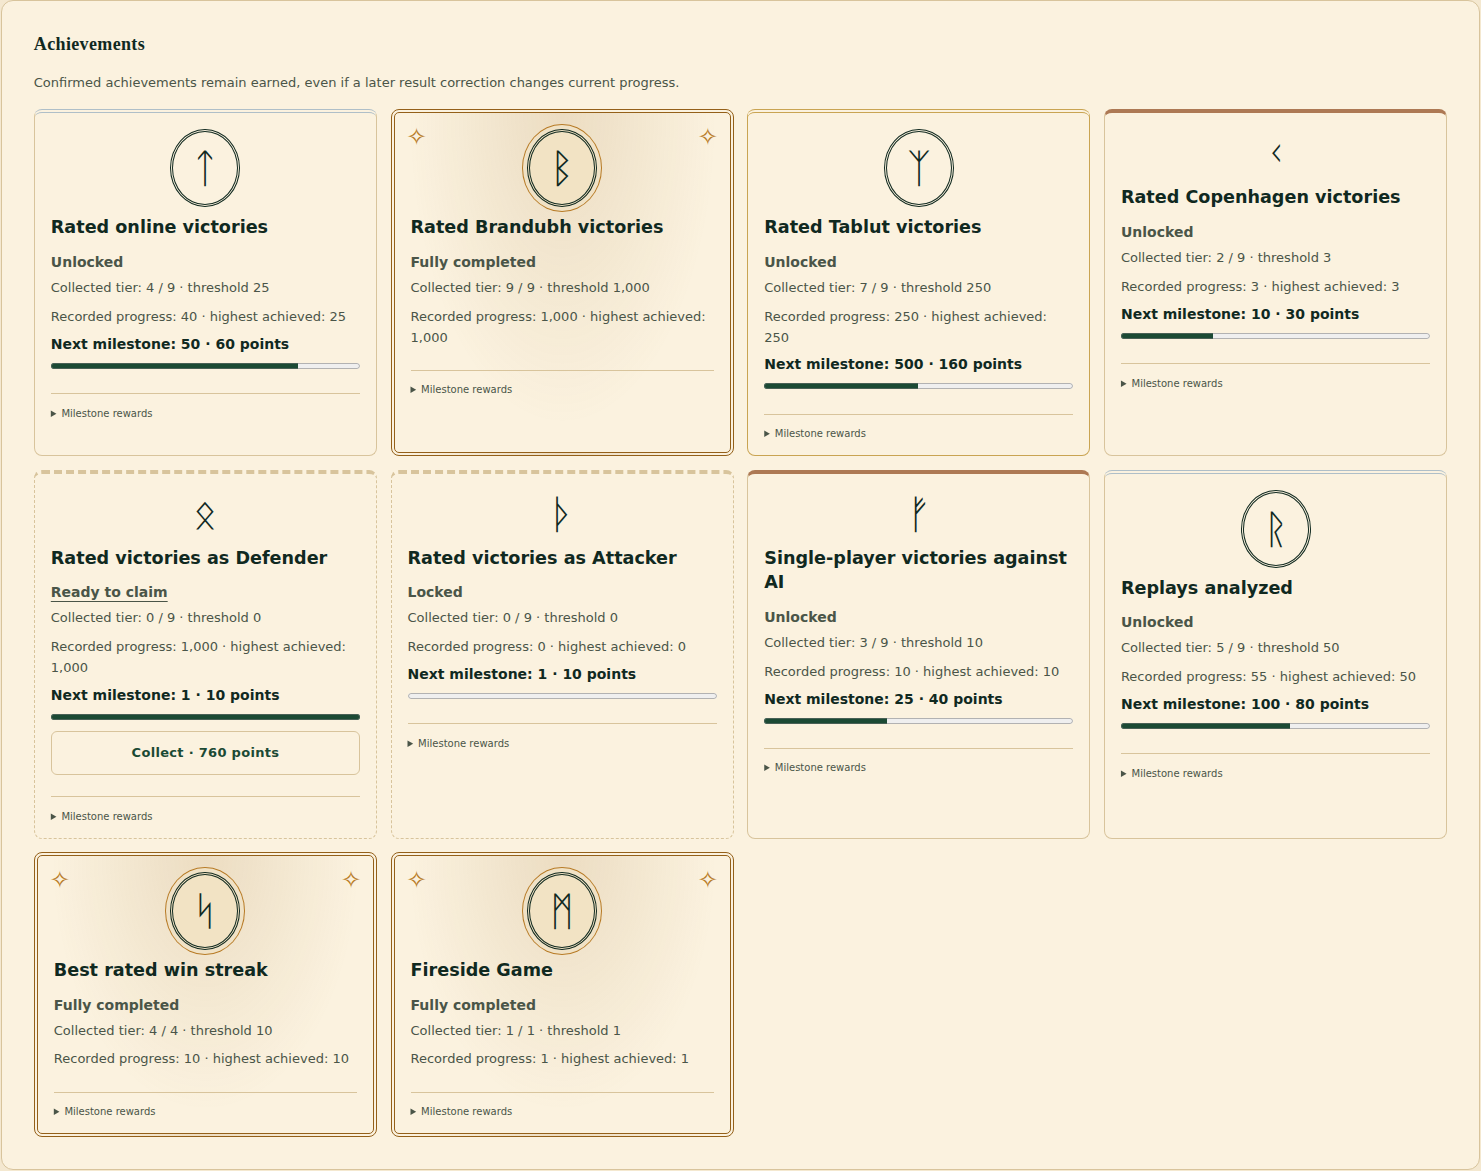 Achievements
Confirmed achievements remain earned, even if a later result correction changes current progress.
ᛏ
Rated online victories
Unlocked
Collected tier: 4 / 9 · threshold 25
Recorded progress: 40 · highest achieved: 25
Next milestone: 50 · 60 points
▶ Milestone rewards
✧ ✧
ᛒ
Rated Brandubh victories
Fully completed
Collected tier: 9 / 9 · threshold 1,000
Recorded progress: 1,000 · highest achieved:
1,000
▶ Milestone rewards
ᛉ
Rated Tablut victories
Unlocked
Collected tier: 7 / 9 · threshold 250
Recorded progress: 250 · highest achieved:
250
Next milestone: 500 · 160 points
▶ Milestone rewards
ᚲ
Rated Copenhagen victories
Unlocked
Collected tier: 2 / 9 · threshold 3
Recorded progress: 3 · highest achieved: 3
Next milestone: 10 · 30 points
▶ Milestone rewards
ᛟ
Rated victories as Defender
Ready to claim
Collected tier: 0 / 9 · threshold 0
Recorded progress: 1,000 · highest achieved:
1,000
Next milestone: 1 · 10 points
Collect · 760 points
▶ Milestone rewards
ᚦ
Rated victories as Attacker
Locked
Collected tier: 0 / 9 · threshold 0
Recorded progress: 0 · highest achieved: 0
Next milestone: 1 · 10 points
▶ Milestone rewards
ᚠ
Single-player victories against
AI
Unlocked
Collected tier: 3 / 9 · threshold 10
Recorded progress: 10 · highest achieved: 10
Next milestone: 25 · 40 points
▶ Milestone rewards
ᚱ
Replays analyzed
Unlocked
Collected tier: 5 / 9 · threshold 50
Recorded progress: 55 · highest achieved: 50
Next milestone: 100 · 80 points
▶ Milestone rewards
✧ ✧
ᛋ
Best rated win streak
Fully completed
Collected tier: 4 / 4 · threshold 10
Recorded progress: 10 · highest achieved: 10
▶ Milestone rewards
✧ ✧
ᛗ
Fireside Game
Fully completed
Collected tier: 1 / 1 · threshold 1
Recorded progress: 1 · highest achieved: 1
▶ Milestone rewards